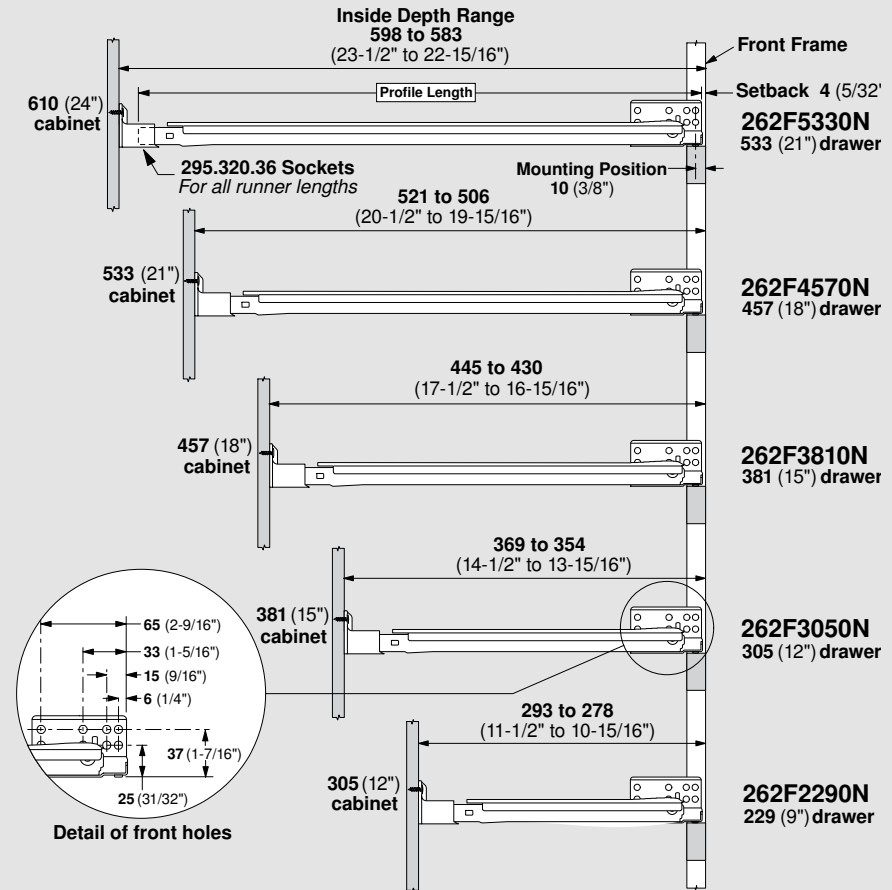 Inside Depth Range
598 to 583
(23-1/2" to 22-15/16")
Front Frame
Profile Length
Setback 4 (5/32"
610 (24")
cabinet
262F5330N
533 (21") drawer
295.320.36 Sockets
For all runner lengths
Mounting Position
10 (3/8")
521 to 506
(20-1/2" to 19-15/16")
533 (21")
cabinet
262F4570N
457 (18") drawer
445 to 430
(17-1/2" to 16-15/16")
457 (18")
cabinet
262F3810N
381 (15") drawer
369 to 354
(14-1/2" to 13-15/16")
381 (15")
cabinet
262F3050N
305 (12") drawer
65 (2-9/16")
33 (1-5/16")
15 (9/16")
6 (1/4")
37 (1-7/16")
25 (31/32")
Detail of front holes
293 to 278
(11-1/2" to 10-15/16")
305 (12")
cabinet
262F2290N
229 (9") drawer